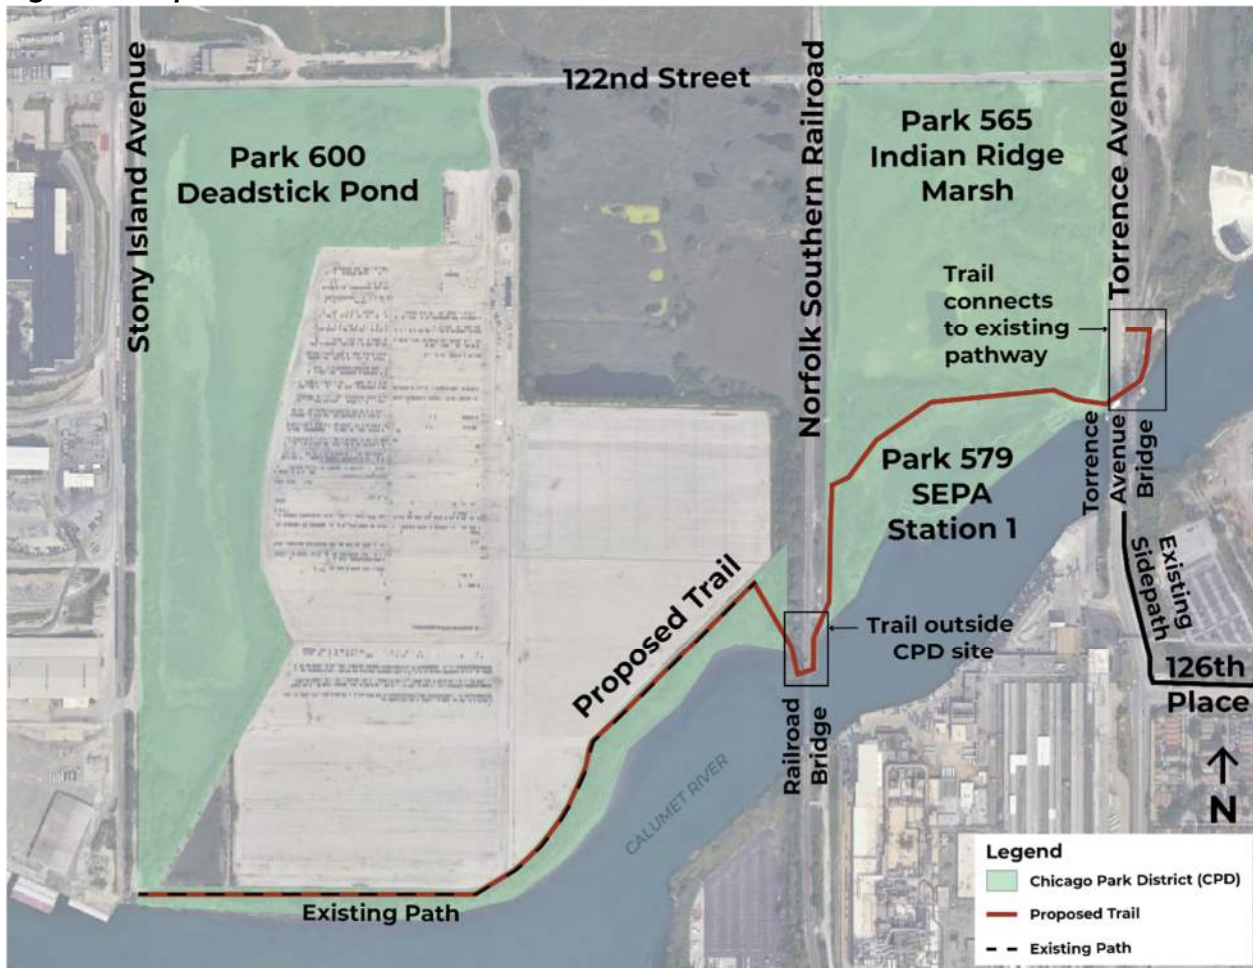 122nd Street
Stony Island Avenue
Norfolk Southern Railroad
Torrence Avenue
Park 600
Deadstick Pond
Park 565
Indian Ridge
Marsh
Trail
connects
to existing
pathway
Park 579
SEPA
Station 1
Torrence
Avenue
Bridge
Existing
Sidepath
Proposed Trail
Trail outside
CPD site
126th
Place
Railroad
Bridge
CALUMET RIVER
N
Existing Path
Legend
Chicago Park District (CPD)
Proposed Trail
Existing Path